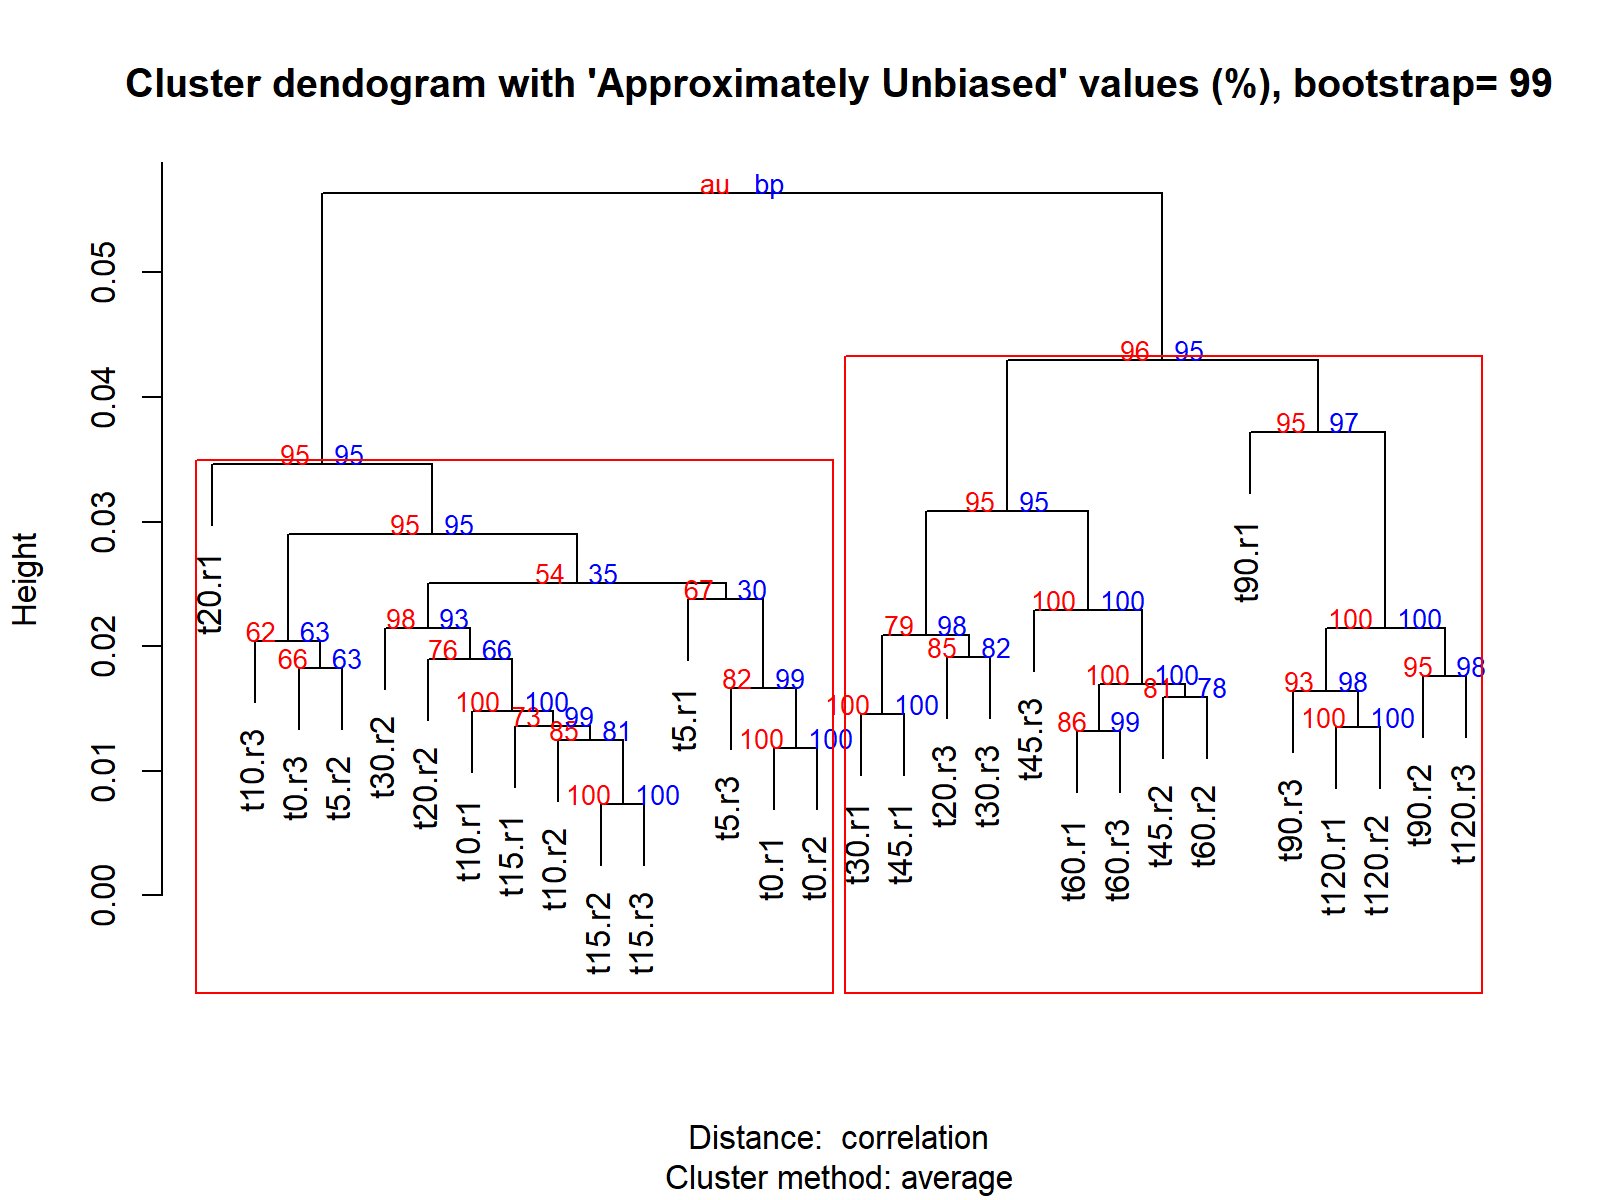 Cluster dendogram with 'Approximately Unbiased' values (%), bootstrap= 99
au bp
0.05
96 95
0.04
95 97
95 95
95 95
0.03
95 95
54 35
67 30
100 100
98 93
79 98
100 100
62 63
0.02
76 66
85 82
66 63
82 99
100 100
81 78
95 98
93 98
100 100
100 100
73 99
85 81
86 99
100 100
100 100
0.01
100 100
0.00
Height
t20.r1
t10.r3
t0.r3
t5.r2
t30.r2
t20.r2
t10.r1
t15.r1
t10.r2
t15.r2
t15.r3
t5.r1
t5.r3
t0.r1
t0.r2
t30.r1
t45.r1
t20.r3
t30.r3
t45.r3
t60.r1
t60.r3
t45.r2
t60.r2
t90.r1
t90.r3
t120.r1
t120.r2
t90.r2
t120.r3
Distance:  correlation
Cluster method: average